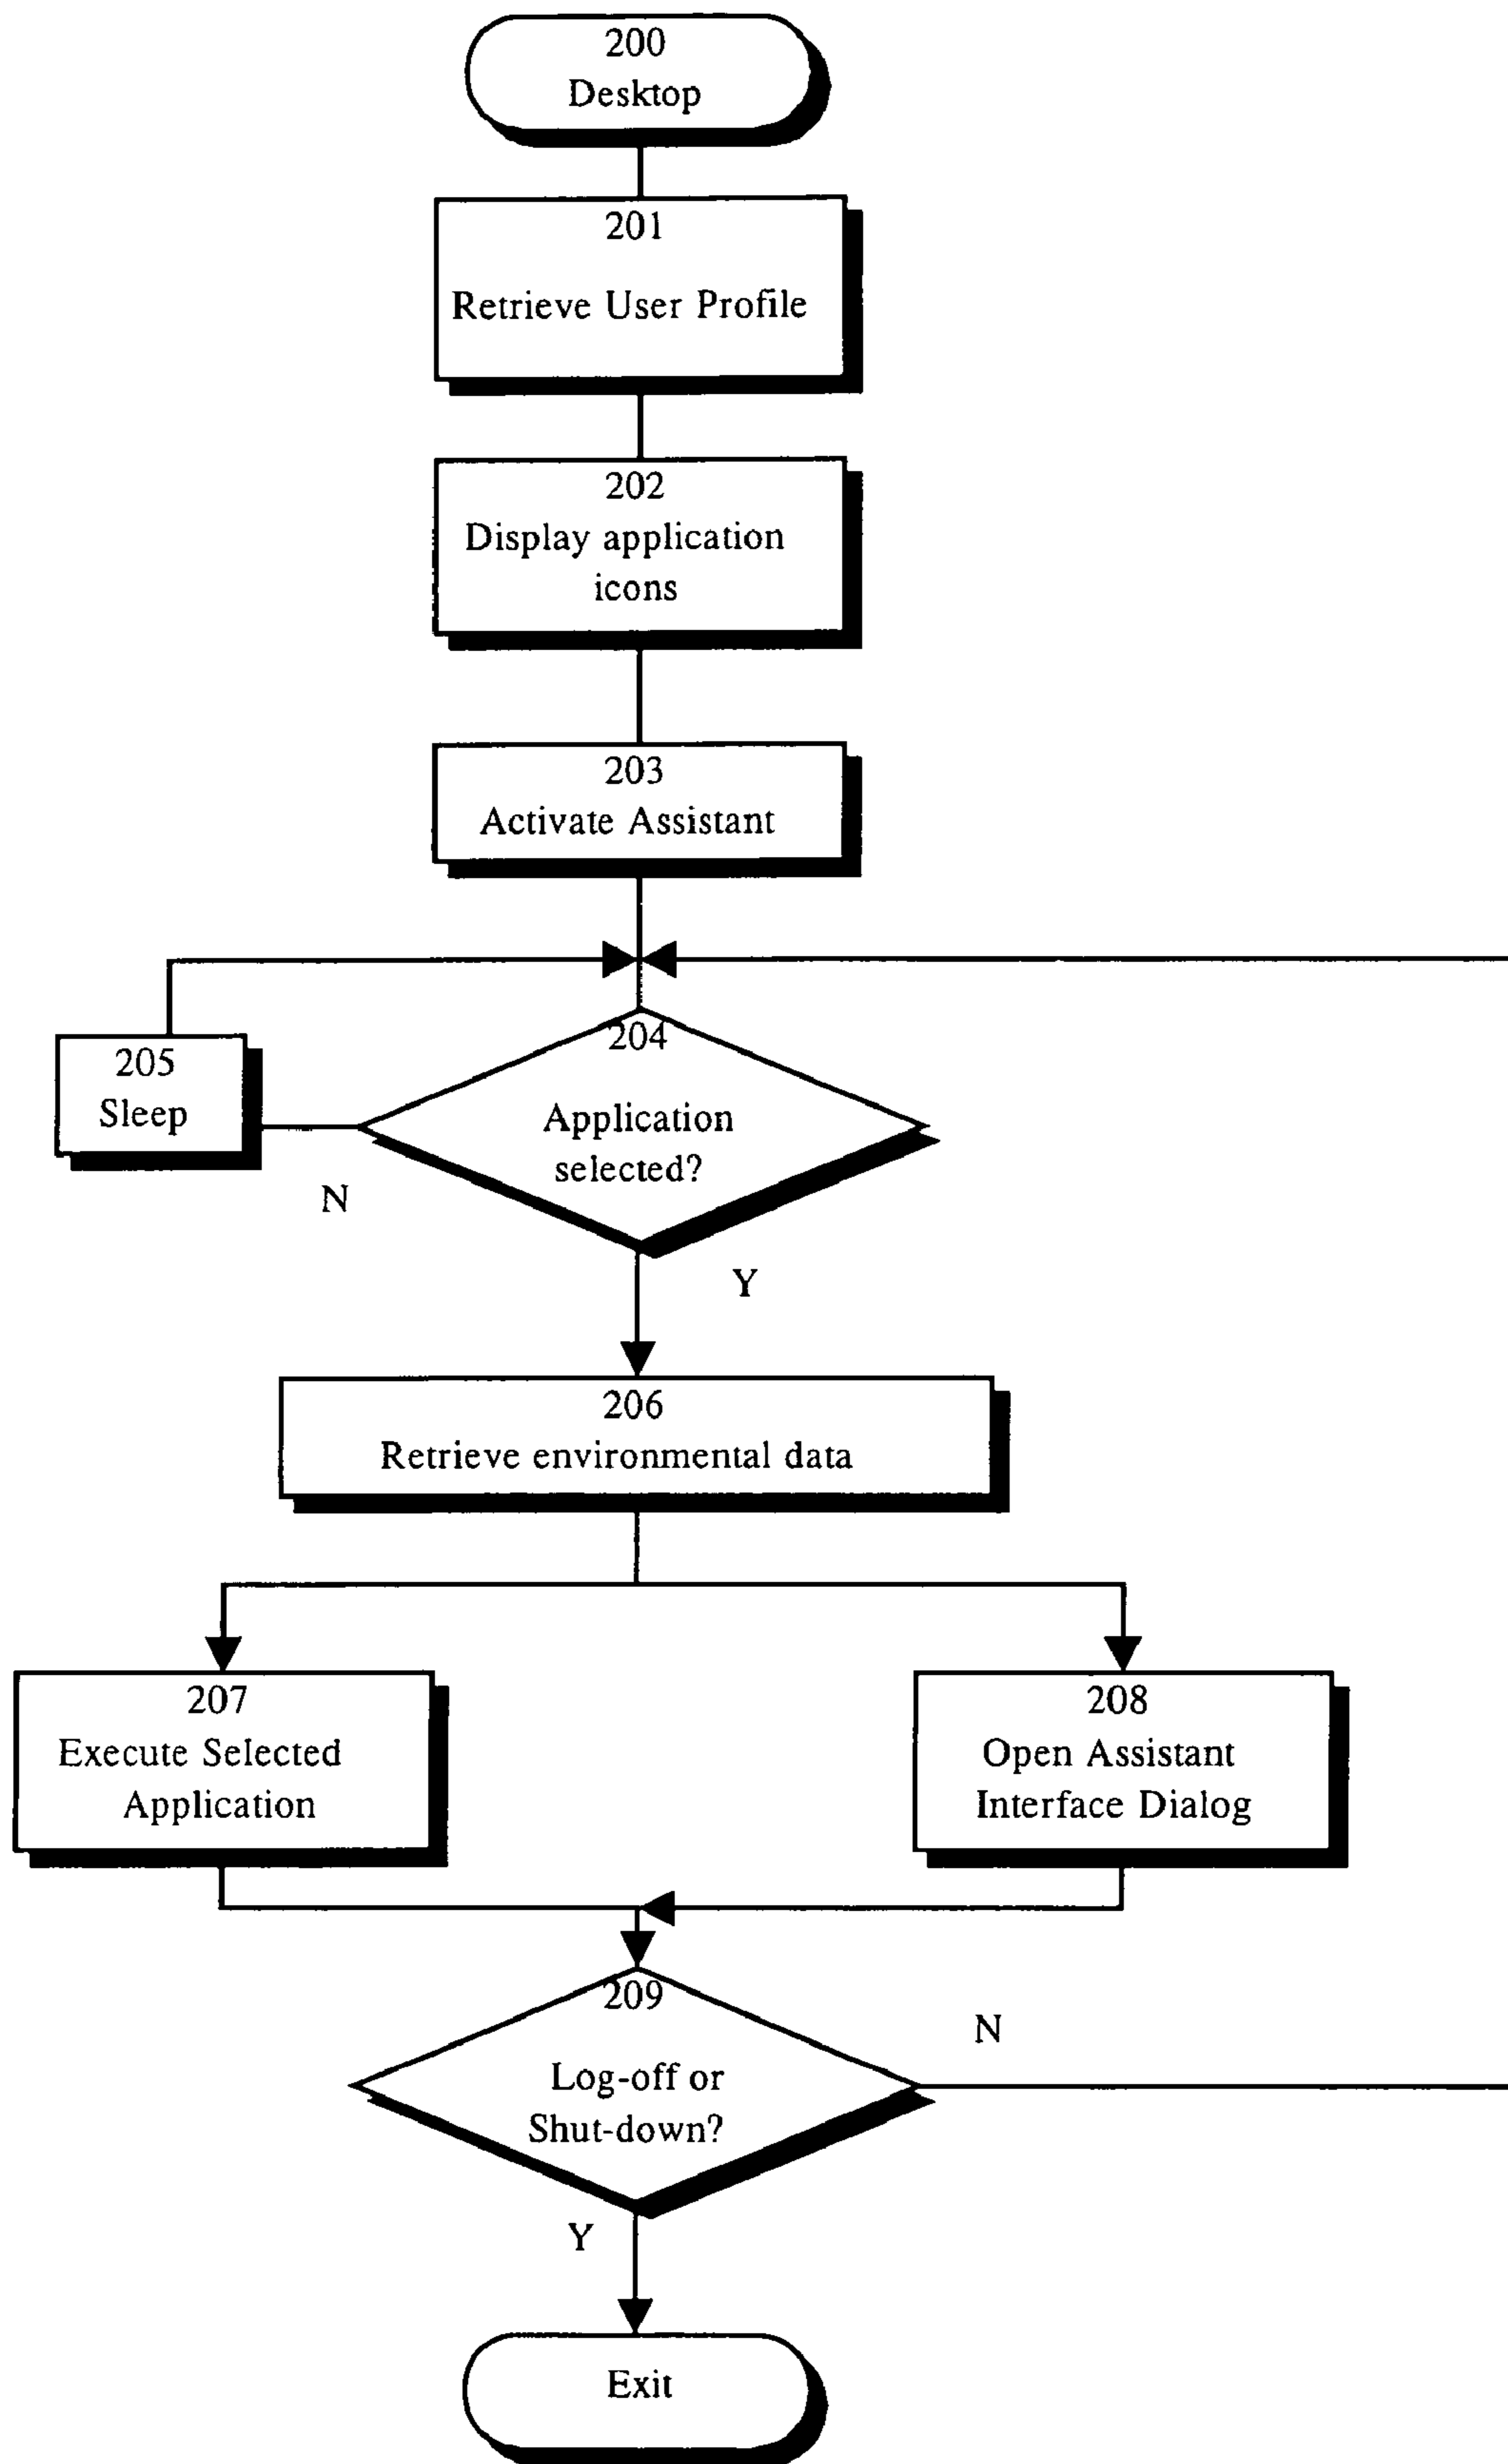 200
Desktop
201
Retrieve User Profile
202
Display application
icons
203
Activate Assistant
204
Application
selected?
205
Sleep
N
Y
206
Retrieve environmental data
207
Execute Selected
Application
208
Open Assistant
Interface Dialog
209
Log-off or
Shut-down?
N
Y
Exit